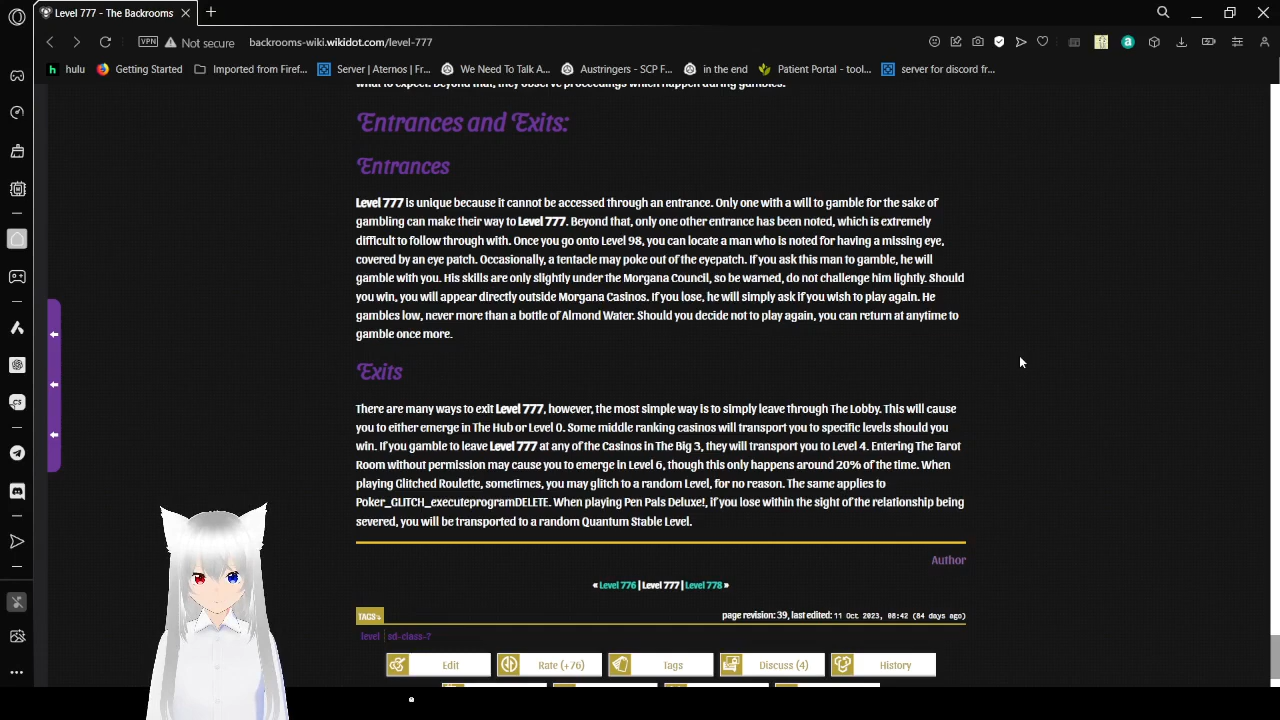 Level 777 - The Backrooms
VPN Not secure backrooms-wiki.wikidot.com/level-777
hulu Getting Started Imported from Firef... Server | Aternos | Fr... We Need To Talk A... Austringers - SCP F... in the end Patient Portal - tool... server for discord fr...
what to expect. Beyond that, they observe proceedings which happen during gambles.
Entrances and Exits:
Entrances
Level 777 is unique because it cannot be accessed through an entrance. Only one with a will to gamble for the sake of
gambling can make their way to Level 777. Beyond that, only one other entrance has been noted, which is extremely
difficult to follow through with. Once you go onto Level 98, you can locate a man who is noted for having a missing eye,
covered by an eye patch. Occasionally, a tentacle may poke out of the eyepatch. If you ask this man to gamble, he will
gamble with you. His skills are only slightly under the Morgana Council, so be warned, do not challenge him lightly. Should
you win, you will appear directly outside Morgana Casinos. If you lose, he will simply ask if you wish to play again. He
gambles low, never more than a bottle of Almond Water. Should you decide not to play again, you can return at anytime to
gamble once more.
Exits
There are many ways to exit Level 777, however, the most simple way is to simply leave through The Lobby. This will cause
you to either emerge in The Hub or Level 0. Some middle ranking casinos will transport you to specific levels should you
win. If you gamble to leave Level 777 at any of the Casinos in The Big 3, they will transport you to Level 4. Entering The Tarot
Room without permission may cause you to emerge in Level 6, though this only happens around 20% of the time. When
playing Glitched Roulette, sometimes, you may glitch to a random Level, for no reason. The same applies to
Poker_GLITCH_executeprogramDELETE. When playing Pen Pals Deluxe!, if you lose within the sight of the relationship being
severed, you will be transported to a random Quantum Stable Level.
Author
« Level 776 | Level 777 | Level 778 »
TAGS
page revision: 39, last edited: 11 Oct 2023, 08:42 (84 days ago)
level sd-class-7
Edit Rate (+76) Tags Discuss (4) History